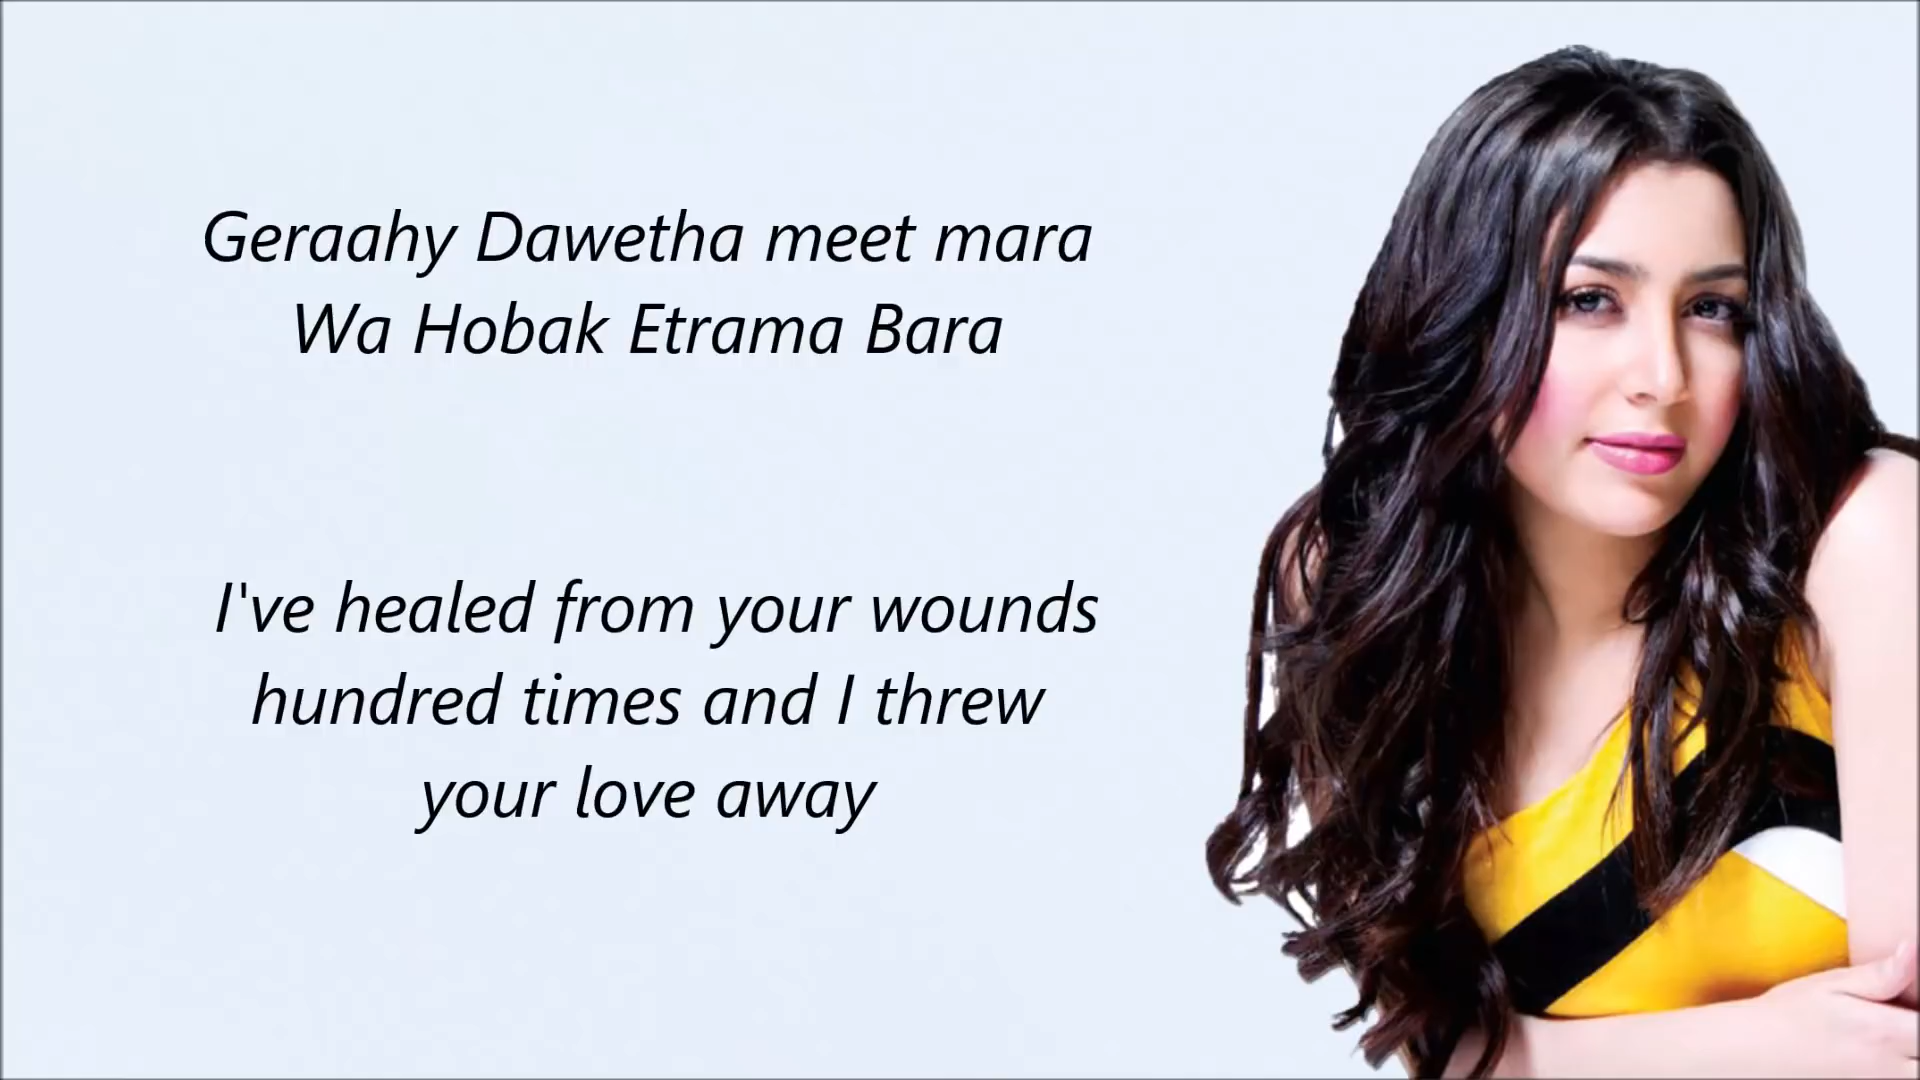 Geraahy Dawetha meet mara
Wa Hobak Etrama Bara
I've healed from your wounds
hundred times and I threw
your love away